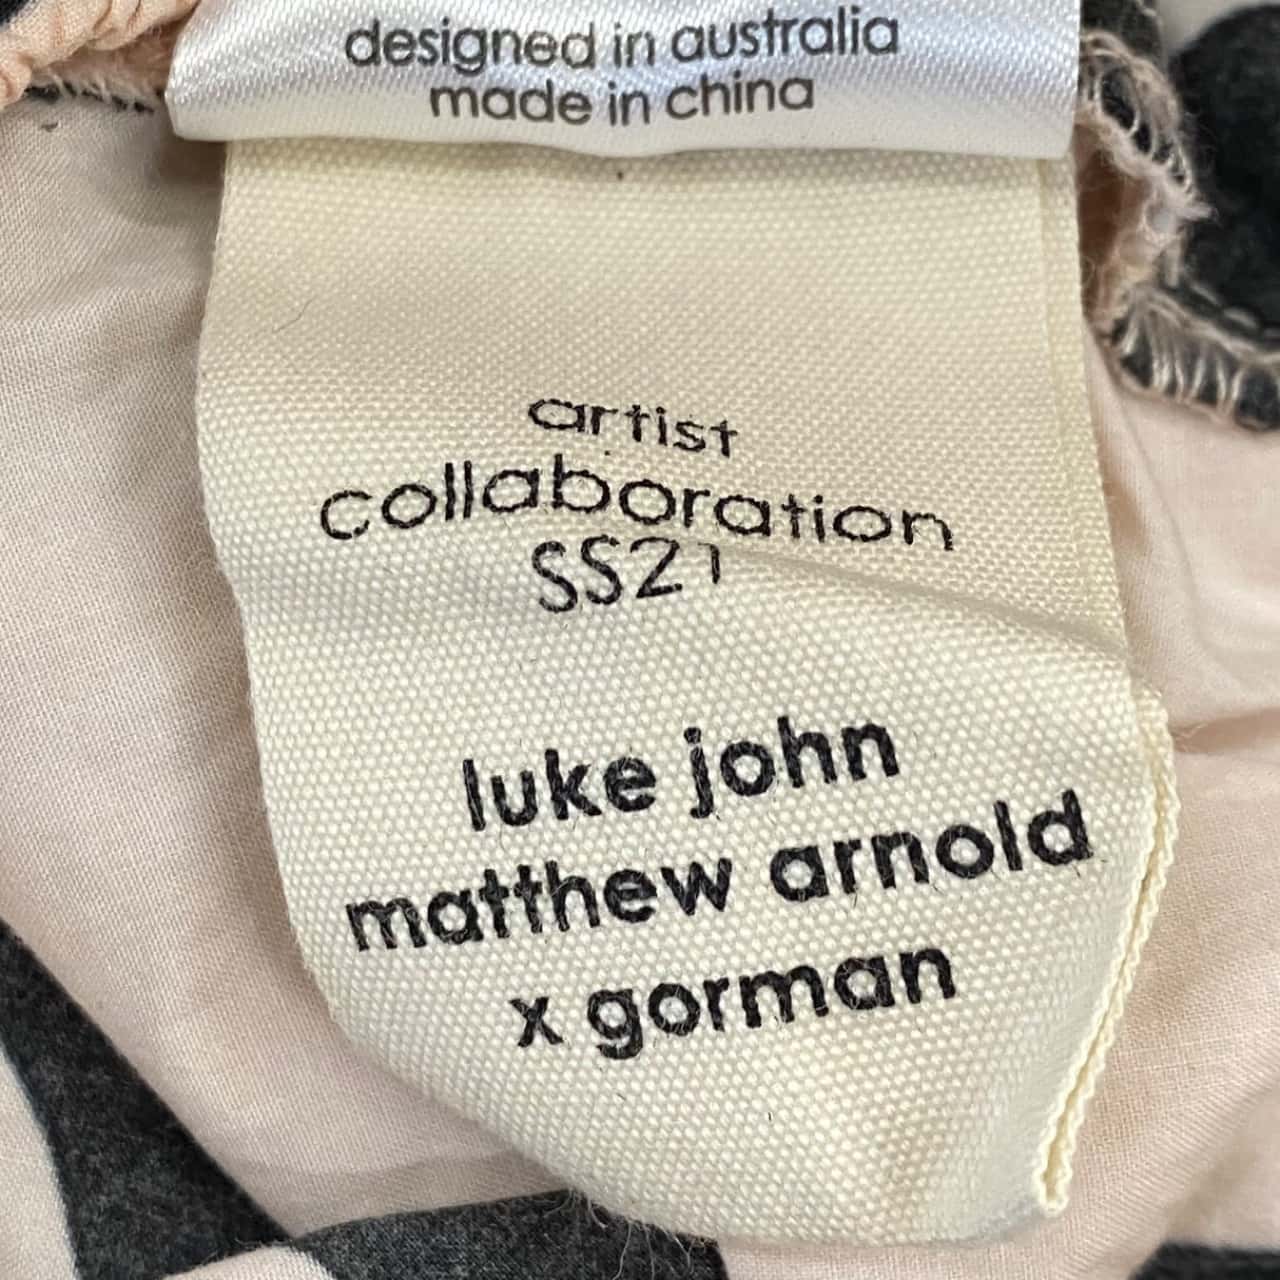 designed in australia
made in china
artist
collaboration
SS21
luke john
matthew arnold
x gorman